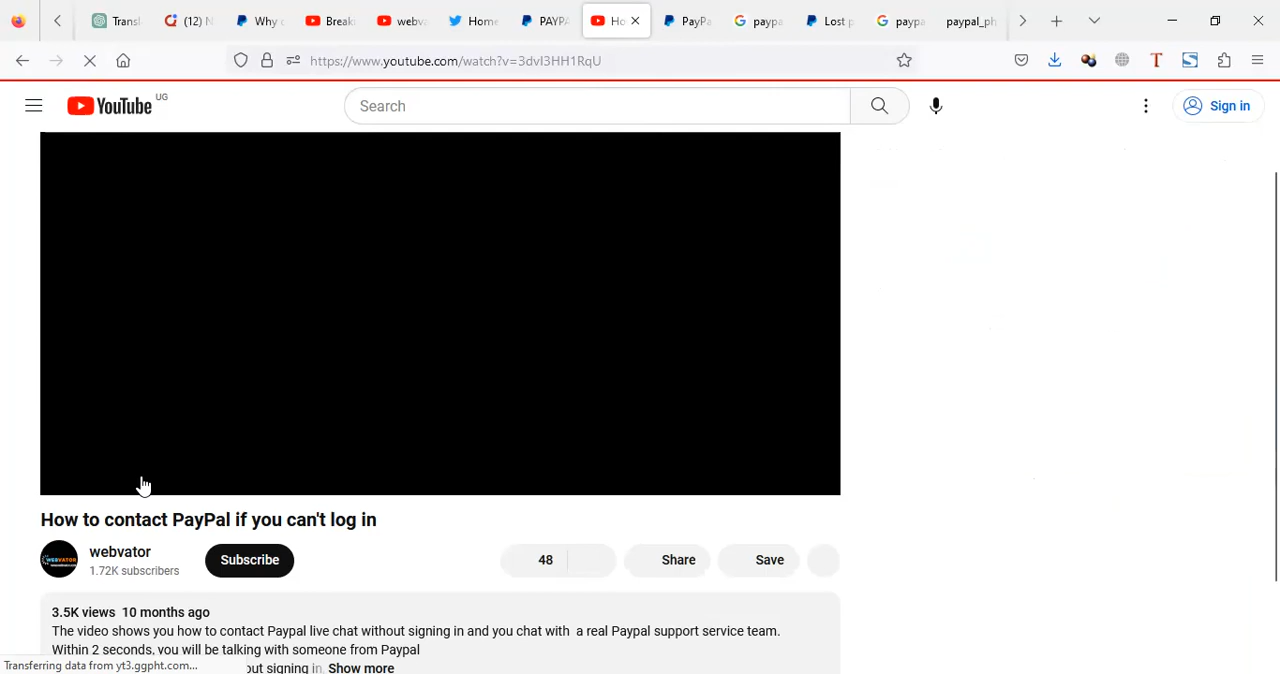 Transl
(12) N
Why c
Break
webva
Home
PAYPA
Ho
PayPa
paypa
Lost p
paypa
paypal_ph
https://www.youtube.com/watch?v=3dvI3HH1RqU
YouTube UG
Search
Sign in
How to contact PayPal if you can't log in
webvator
1.72K subscribers
Subscribe
48
Share
Save
3.5K views 10 months ago
The video shows you how to contact Paypal live chat without signing in and you chat with a real Paypal support service team.
Within 2 seconds, you will be talking with someone from Paypal
Transferring data from yt3.ggpht.com...
out signing in. Show more